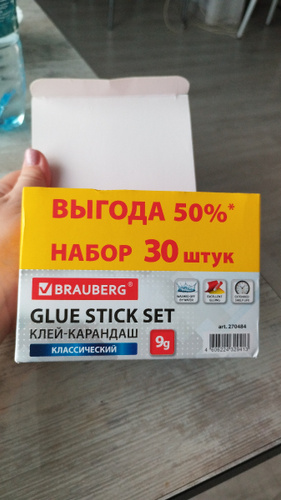 ВЫГОДА 50%*
НАБОР 30 штук
BRAUBERG®
GLUE STICK SET
КЛЕЙ-КАРАНДАШ
КЛАССИЧЕСКИЙ
9g
art. 270484